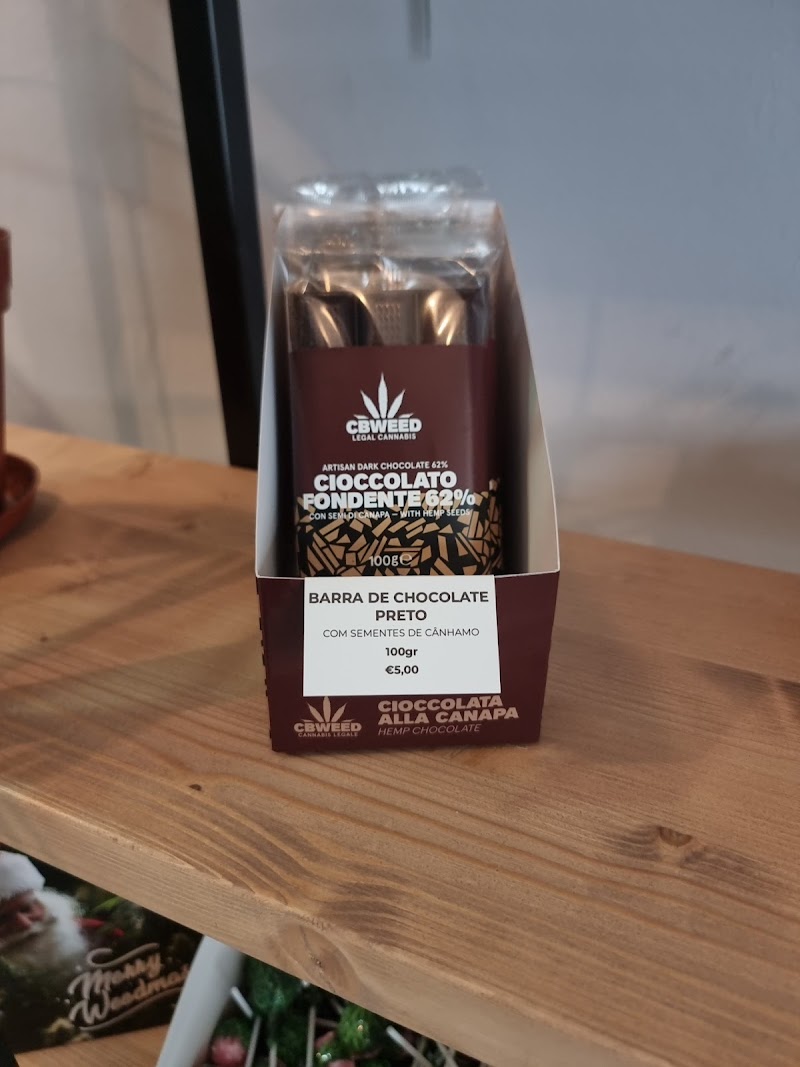 CBWEED
LEGAL CANNABIS
ARTISAN DARK CHOCOLATE 62%
CIOCCOLATO
FONDENTE 62%
CON SEMI DI CANAPA – WITH HEMP SEEDS
100g℮
BARRA DE CHOCOLATE
PRETO
COM SEMENTES DE CÂNHAMO
100gr
€5,00
CBWEED
CANNABIS LEGALE
CIOCCOLATA
ALLA CANAPA
HEMP CHOCOLATE
Merry
Weedmas